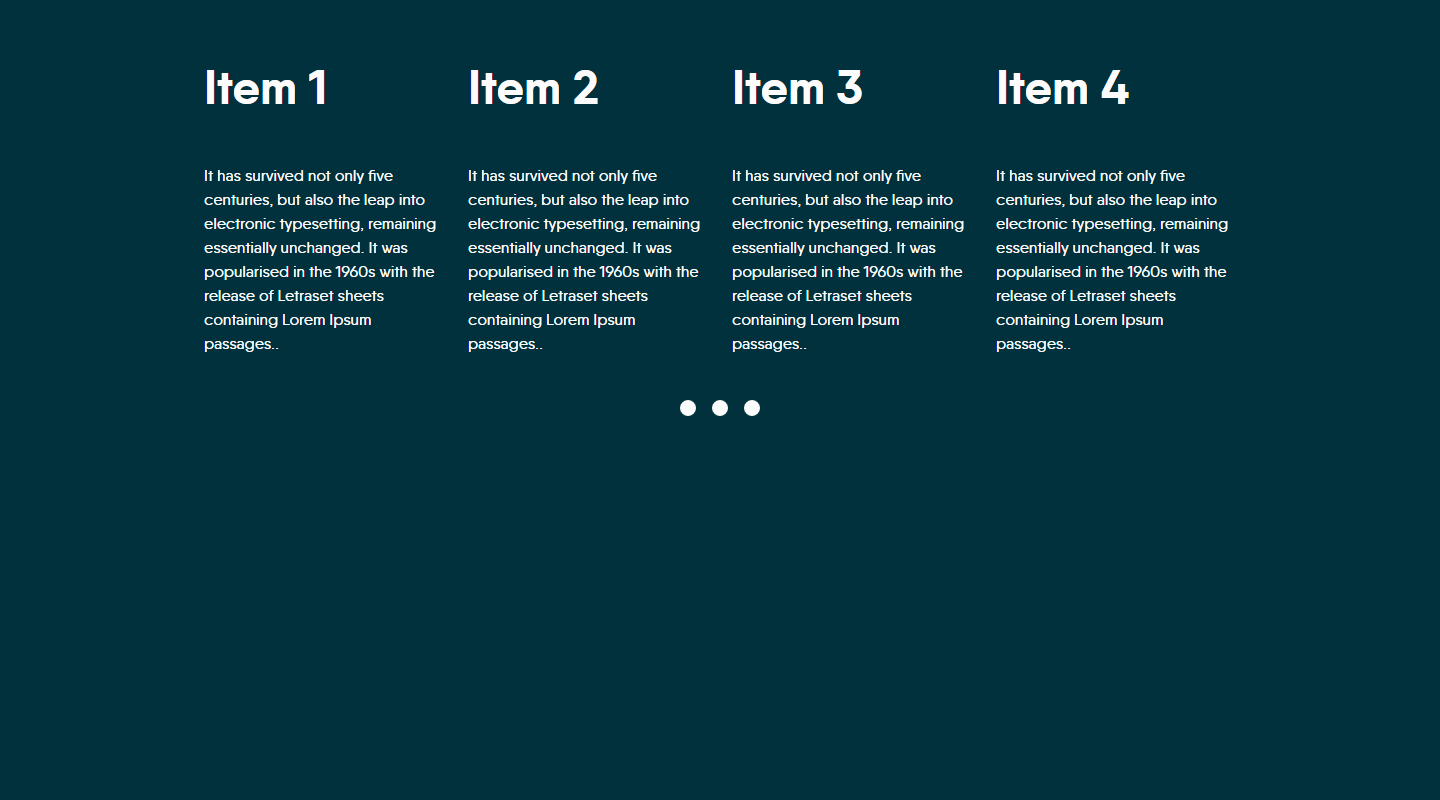 Item 1
It has survived not only five
centuries, but also the leap into
electronic typesetting, remaining
essentially unchanged. It was
popularised in the 1960s with the
release of Letraset sheets
containing Lorem Ipsum
passages..
Item 2
It has survived not only five
centuries, but also the leap into
electronic typesetting, remaining
essentially unchanged. It was
popularised in the 1960s with the
release of Letraset sheets
containing Lorem Ipsum
passages..
Item 3
It has survived not only five
centuries, but also the leap into
electronic typesetting, remaining
essentially unchanged. It was
popularised in the 1960s with the
release of Letraset sheets
containing Lorem Ipsum
passages..
Item 4
It has survived not only five
centuries, but also the leap into
electronic typesetting, remaining
essentially unchanged. It was
popularised in the 1960s with the
release of Letraset sheets
containing Lorem Ipsum
passages..